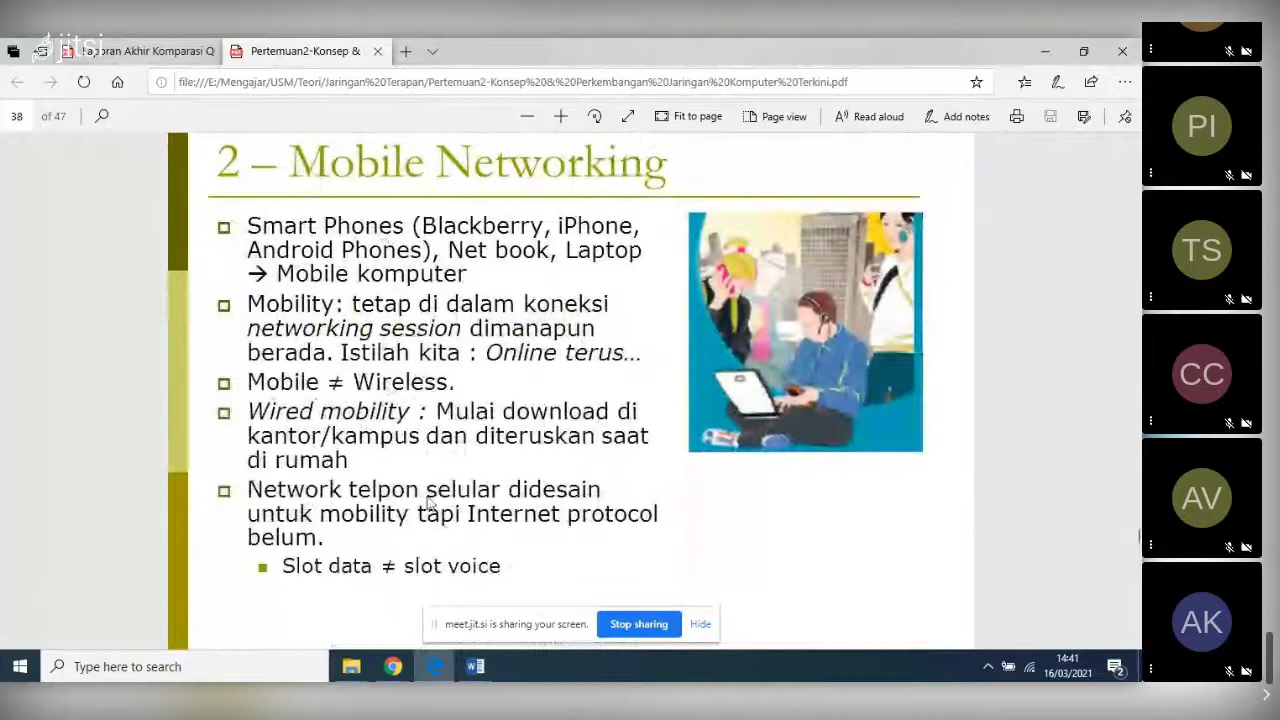 jitsi
aporan Akhir Komparasi Q
Pertemuan2-Konsep &
file:///E:/Mengajar/USM/Teori/Jaringan%20Terapan/Pertemuan2-Konsep%20&%20Perkembangan%20Jaringan%20Komputer%20Terkini.pdf
38 of 47
Fit to page
Page view
Read aloud
Add notes
2 – Mobile Networking
Smart Phones (Blackberry, iPhone,
Android Phones), Net book, Laptop
→ Mobile komputer
Mobility: tetap di dalam koneksi
networking session dimanapun
berada. Istilah kita : Online terus...
Mobile ≠ Wireless.
Wired mobility : Mulai download di
kantor/kampus dan diteruskan saat
di rumah
Network telpon selular didesain
untuk mobility tapi Internet protocol
belum.
Slot data ≠ slot voice
meet.jit.si is sharing your screen.
Stop sharing
Hide
Type here to search
14:41
16/03/2021
2
PI
TS
CC
AV
AK